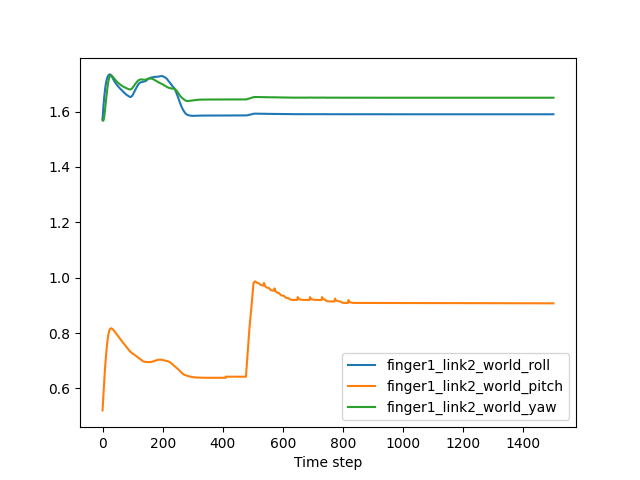 1.6
1.4
1.2
1.0
0.8
0.6
finger1_link2_world_roll
finger1_link2_world_pitch
finger1_link2_world_yaw
0 200 400 600 800 1000 1200 1400
Time step